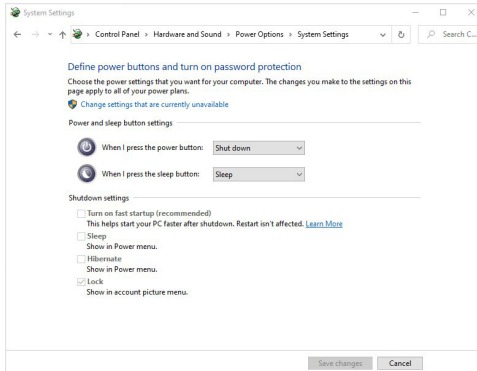 System Settings
Control Panel > Hardware and Sound > Power Options > System Settings
Search C...
Define power buttons and turn on password protection
Choose the power settings that you want for your computer. The changes you make to the settings on this
page apply to all of your power plans.
Change settings that are currently unavailable
Power and sleep button settings
When I press the power button: Shut down
When I press the sleep button: Sleep
Shutdown settings
Turn on fast startup (recommended)
This helps start your PC faster after shutdown. Restart isn't affected. Learn More
Sleep
Show in Power menu.
Hibernate
Show in Power menu.
Lock
Show in account picture menu.
Save changes Cancel